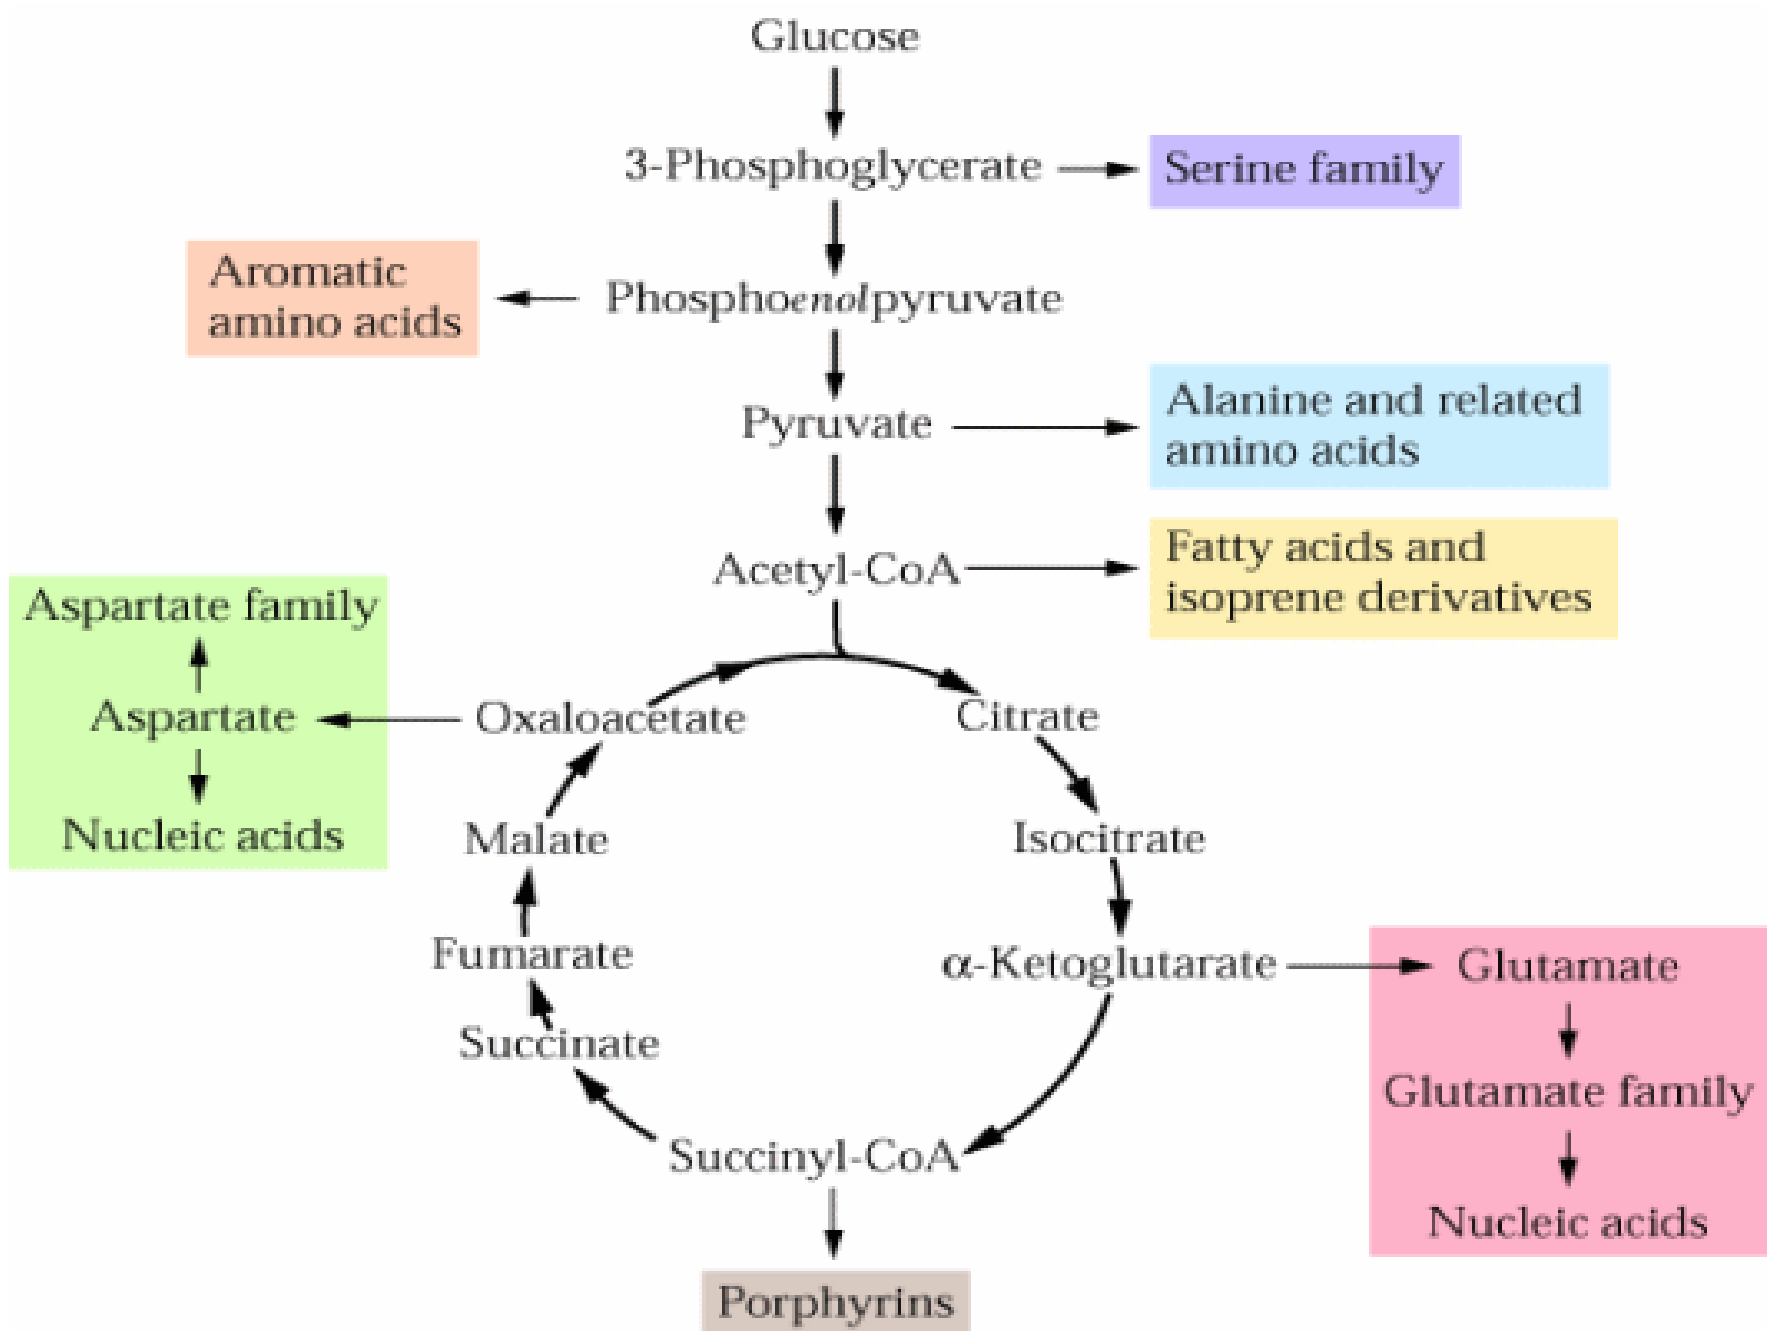 Glucose
3-Phosphoglycerate
Serine family
Aromatic
amino acids
Phosphoenolpyruvate
Pyruvate
Alanine and related
amino acids
Acetyl-CoA
Fatty acids and
isoprene derivatives
Aspartate family
Aspartate
Nucleic acids
Oxaloacetate
Citrate
Malate
Isocitrate
Fumarate
α-Ketoglutarate
Glutamate
Succinate
Glutamate family
Succinyl-CoA
Nucleic acids
Porphyrins